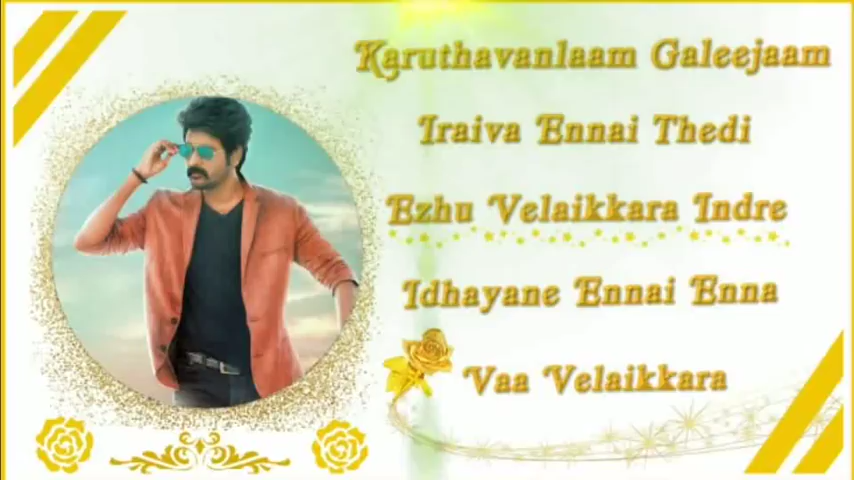 Karuthavanlaam Galeejaam
Iraiva Ennai Thedi
Ezhu Velaikkara Indre
Idhayane Ennai Enna
Vaa Velaikkara